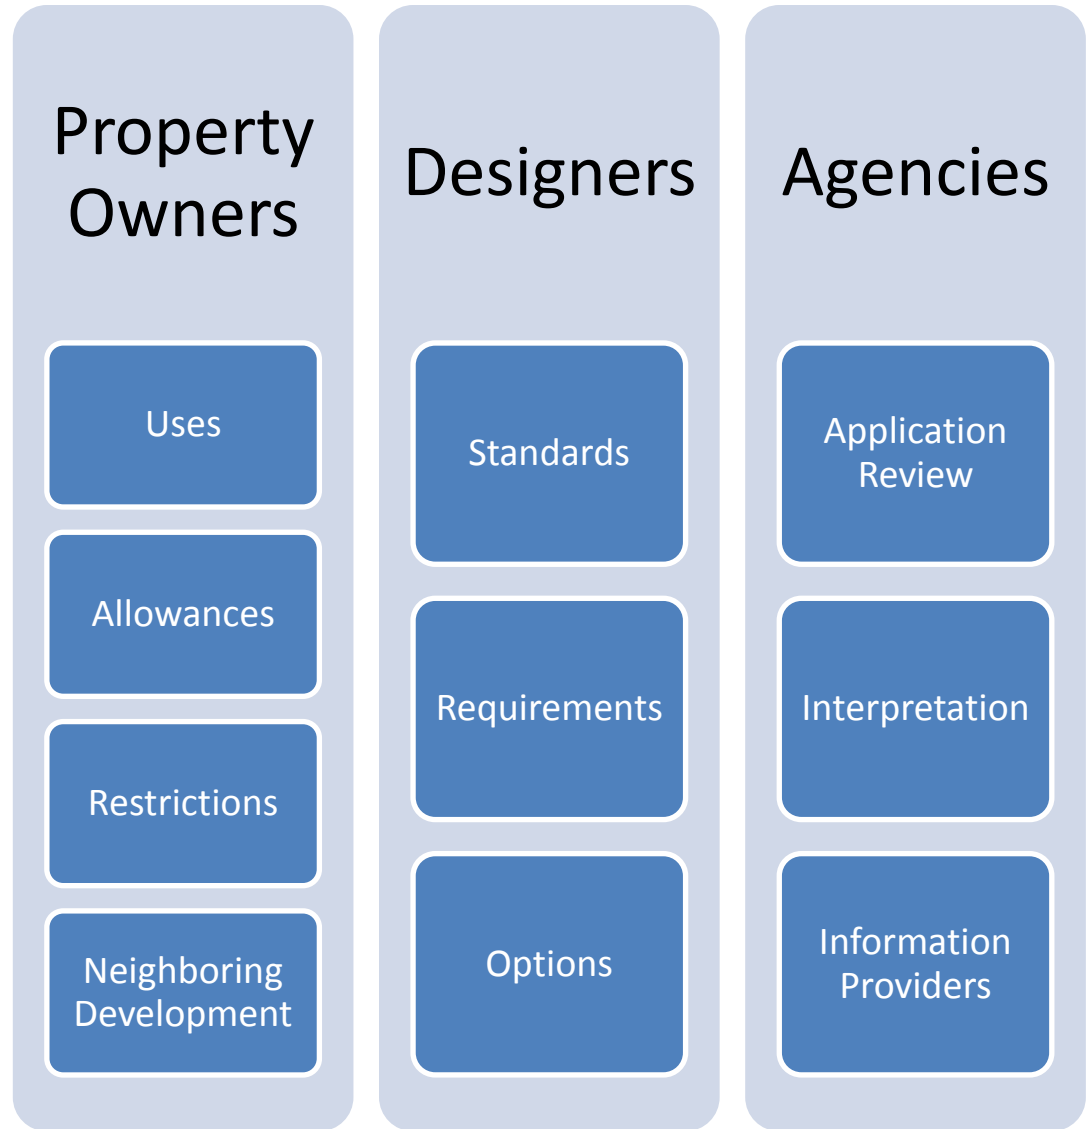 Property
Owners
Uses
Allowances
Restrictions
Neighboring
Development
Designers
Standards
Requirements
Options
Agencies
Application
Review
Interpretation
Information
Providers